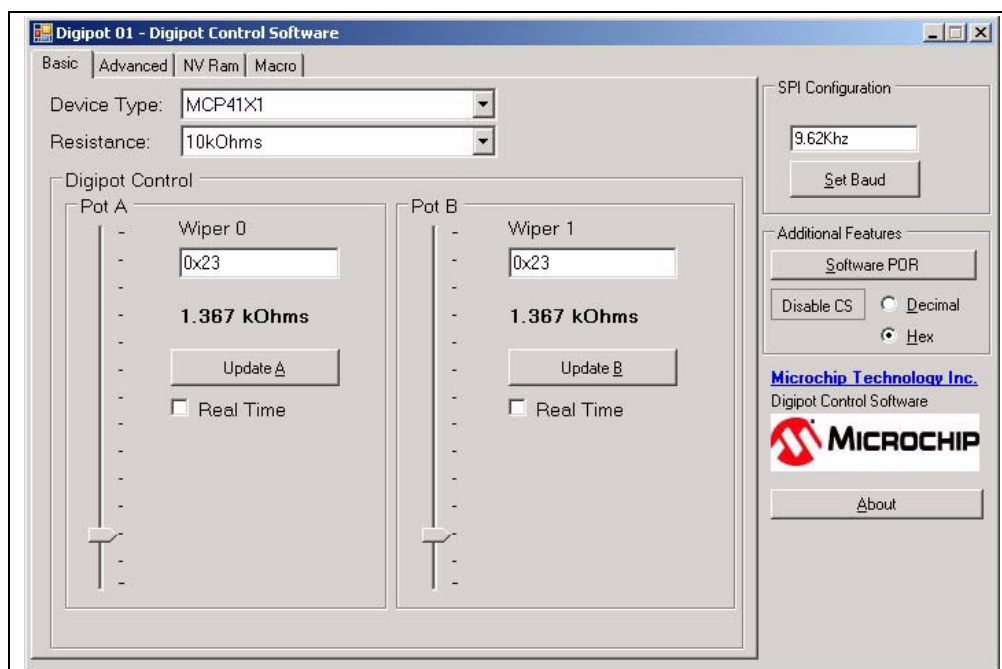 Digipot 01 - Digipot Control Software
Basic
Advanced
NV Ram
Macro
Device Type:
MCP41X1
Resistance:
10kOhms
Digipot Control
Pot A
Wiper 0
0x23
1.367 kOhms
Update A
Real Time
Pot B
Wiper 1
0x23
1.367 kOhms
Update B
Real Time
SPI Configuration
9.62Khz
Set Baud
Additional Features
Software POR
Disable CS
Decimal
Hex
Microchip Technology Inc.
Digipot Control Software
MICROCHIP
About